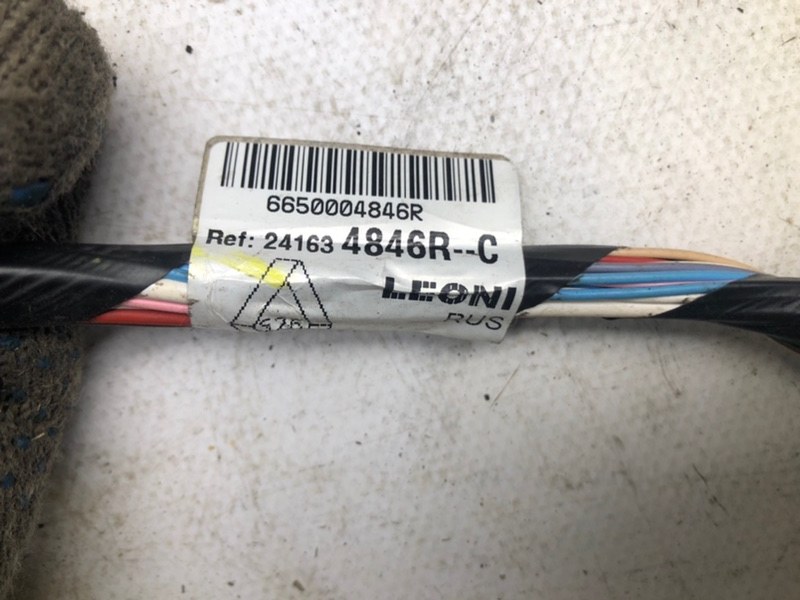 6650004846R
Ref: 24163 4846R--C
LEONI
RUS